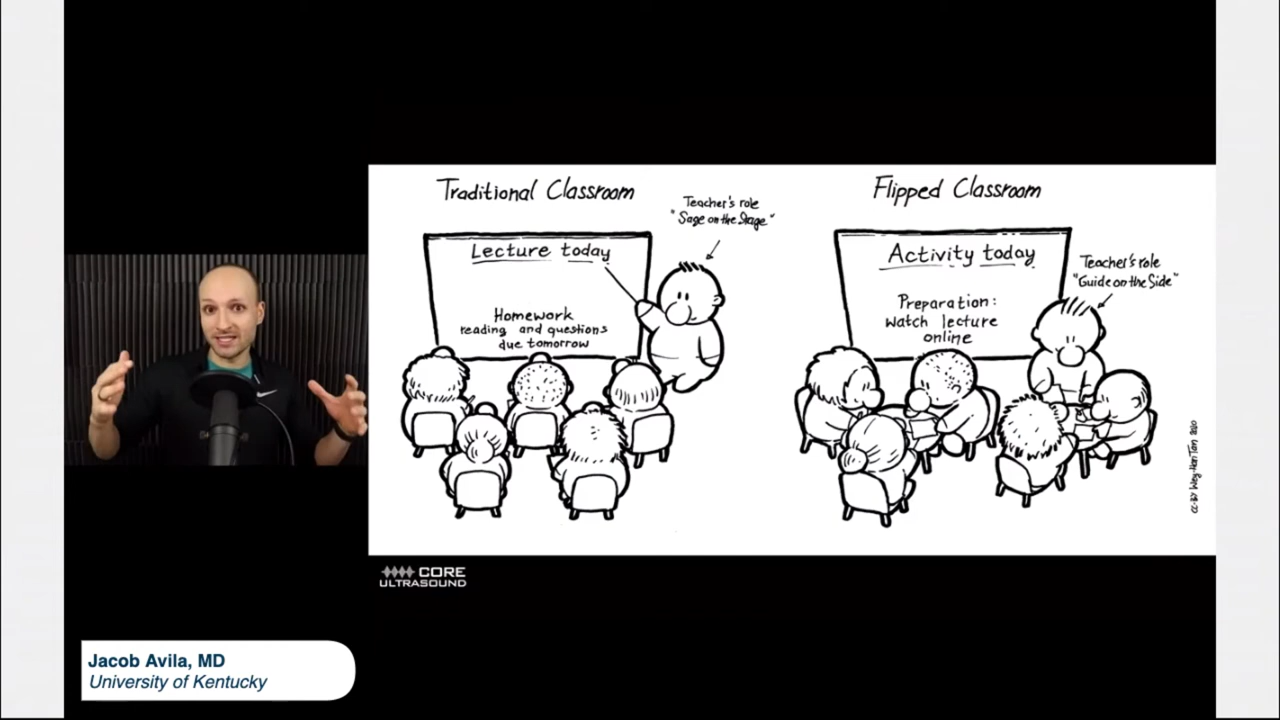 Traditional Classroom
Teacher's role
"Sage on the Stage"
Lecture today
Homework
reading and questions
due tomorrow
Flipped Classroom
Teacher's role
"Guide on the Side"
Activity today
Preparation:
watch lecture
online
CC-BY
CORE
ULTRASOUND
Jacob Avila, MD
University of Kentucky